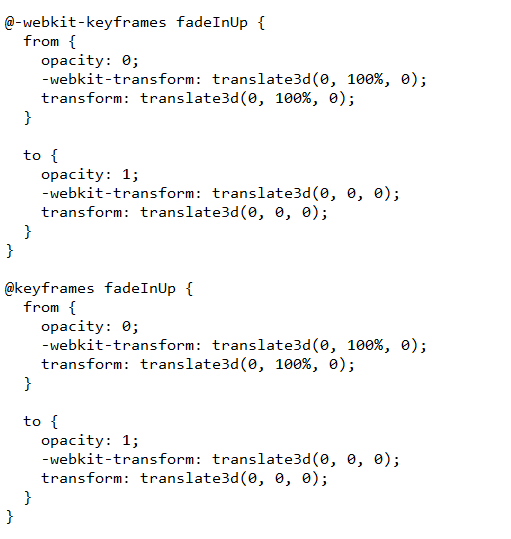 @-webkit-keyframes fadeInUp {
  from {
    opacity: 0;
    -webkit-transform: translate3d(0, 100%, 0);
    transform: translate3d(0, 100%, 0);
  }

  to {
    opacity: 1;
    -webkit-transform: translate3d(0, 0, 0);
    transform: translate3d(0, 0, 0);
  }
}

@keyframes fadeInUp {
  from {
    opacity: 0;
    -webkit-transform: translate3d(0, 100%, 0);
    transform: translate3d(0, 100%, 0);
  }

  to {
    opacity: 1;
    -webkit-transform: translate3d(0, 0, 0);
    transform: translate3d(0, 0, 0);
  }
}